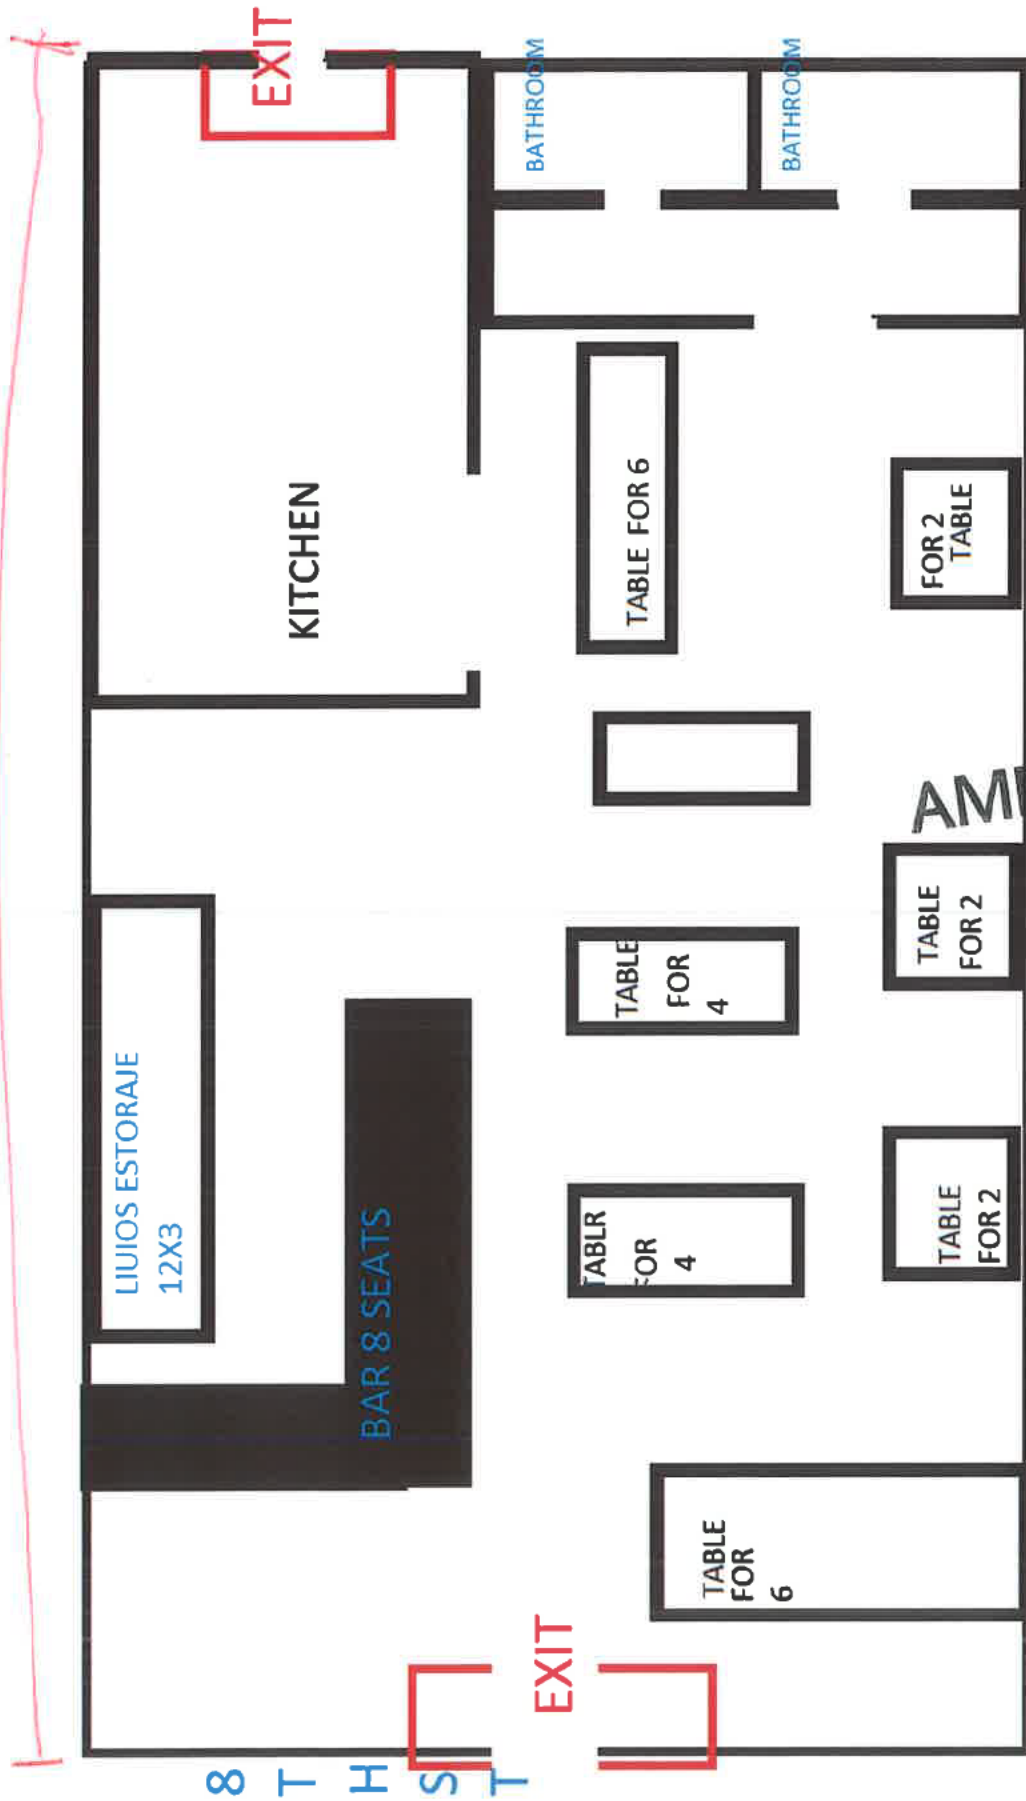 EXIT
BATHROOM
BATHROOM
KITCHEN
TABLE FOR 6
FOR 2
TABLE
LIUIOS ESTORAJE
12X3
BAR 8 SEATS
TABLE
FOR
4
TABLE
FOR 2
TABLR
FOR
4
TABLE
FOR 2
TABLE
FOR
6
EXIT
8
T
H
S
T